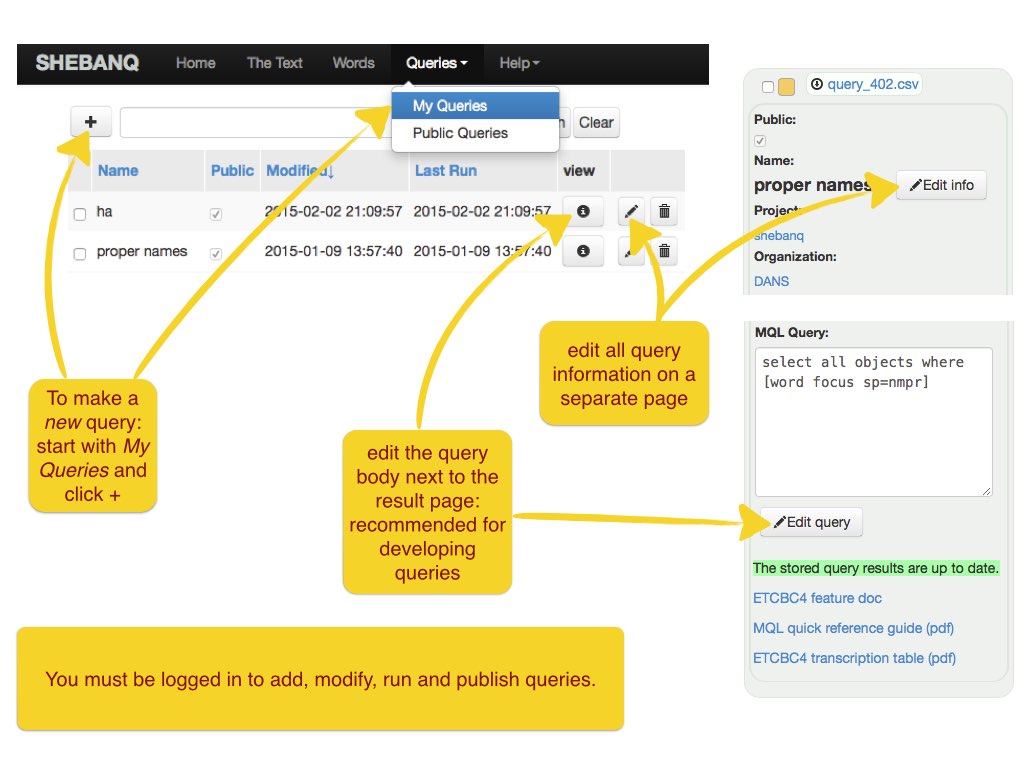 SHEBANQ Home The Text Words Queries Help
My Queries
Public Queries
+ Clear
Name Public Modified Last Run view
ha 2015-02-02 21:09:57 2015-02-02 21:09:57
proper names 2015-01-09 13:57:40 2015-01-09 13:57:40
To make a
new query:
start with My
Queries and
click +
edit the query
body next to the
result page:
recommended for
developing
queries
edit all query
information on a
separate page
You must be logged in to add, modify, run and publish queries.
query_402.csv
Public:
Name:
proper names Edit info
Project:
shebanq
Organization:
DANS
MQL Query:
select all objects where
[word focus sp=nmpr]
Edit query
The stored query results are up to date.
ETCBC4 feature doc
MQL quick reference guide (pdf)
ETCBC4 transcription table (pdf)